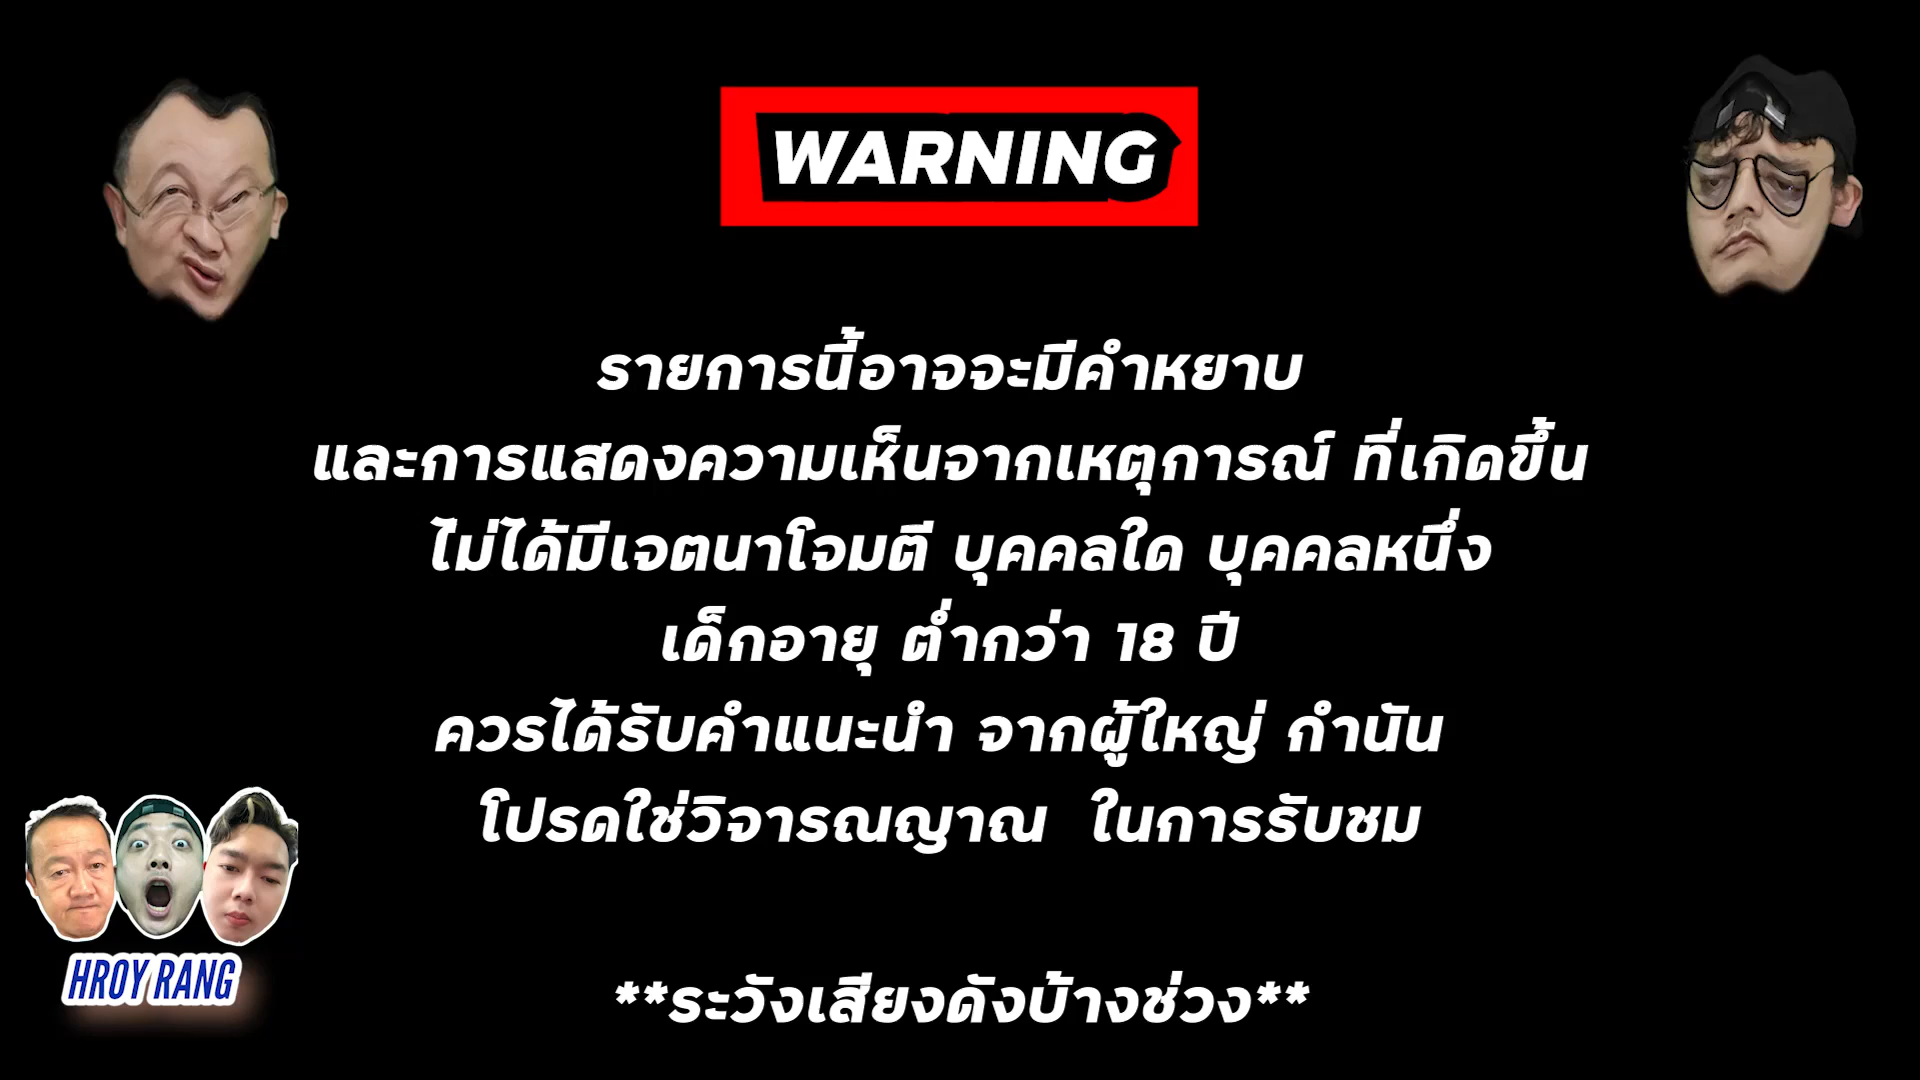 WARNING
รายการนี้อาจจะมีคำหยาบ
และการแสดงความเห็นจากเหตุการณ์ ที่เกิดขึ้น
ไม่ได้มีเจตนาโจมตี บุคคลใด บุคคลหนึ่ง
เด็กอายุ ต่ำกว่า 18 ปี
ควรได้รับคำแนะนำ จากผู้ใหญ่ กำนัน
โปรดใช่วิจารณญาณ ในการรับชม
HROY RANG
**ระวังเสียงดังบ้างช่วง**